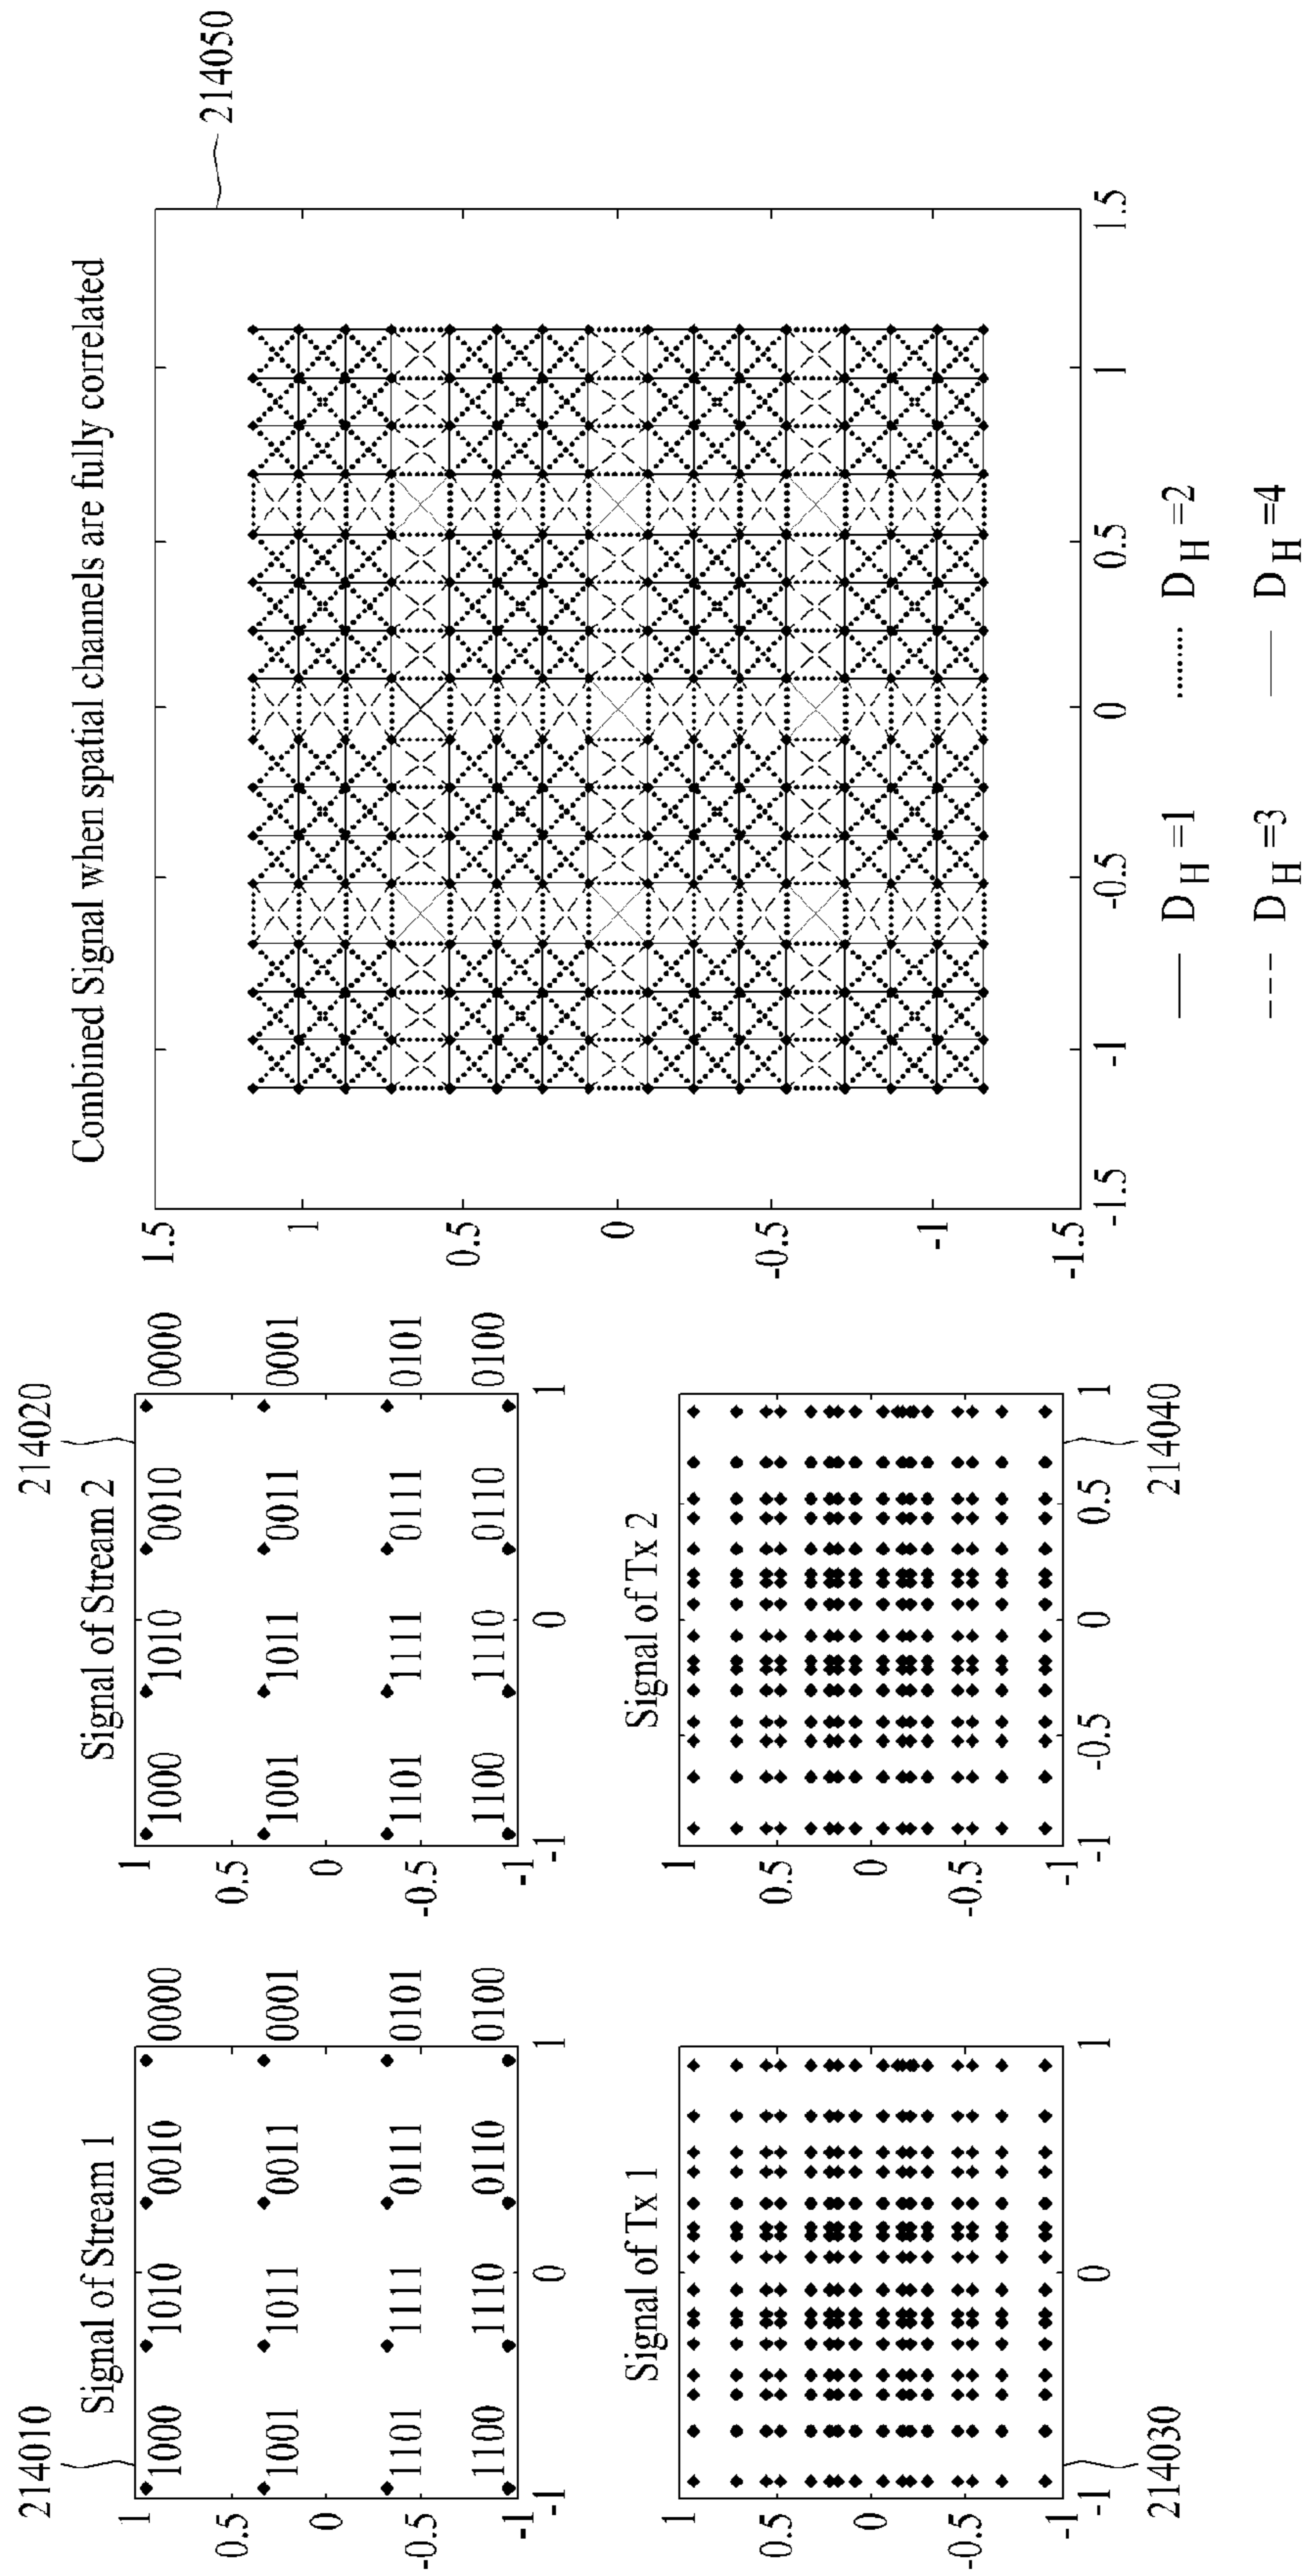 214010
Signal of Stream 1
1
0.5
0
-0.5
-1
1000 1010 0010 0000
1001 1011 0011 0001
1101 1111 0111 0101
1100 1110 0110 0100
-1 0 1
214020
Signal of Stream 2
1
0.5
0
-0.5
-1
1000 1010 0010 0000
1001 1011 0011 0001
1101 1111 0111 0101
1100 1110 0110 0100
-1 0 1
Signal of Tx 1
1
0.5
0
-0.5
-1
-1 0 1
214030
Signal of Tx 2
1
0.5
0
-0.5
-1
-1 -0.5 0 0.5 1
214040
Combined Signal when spatial channels are fully correlated
214050
1.5
1
0.5
0
-0.5
-1
-1.5
-1.5 -1 -0.5 0 0.5 1 1.5
D_H=1 D_H=2
D_H=3 D_H=4